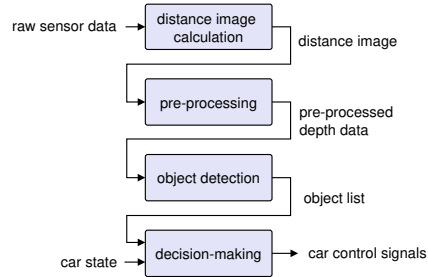 raw sensor data
distance image
calculation
distance image
pre-processing
pre-processed
depth data
object detection
object list
car state
decision-making
car control signals